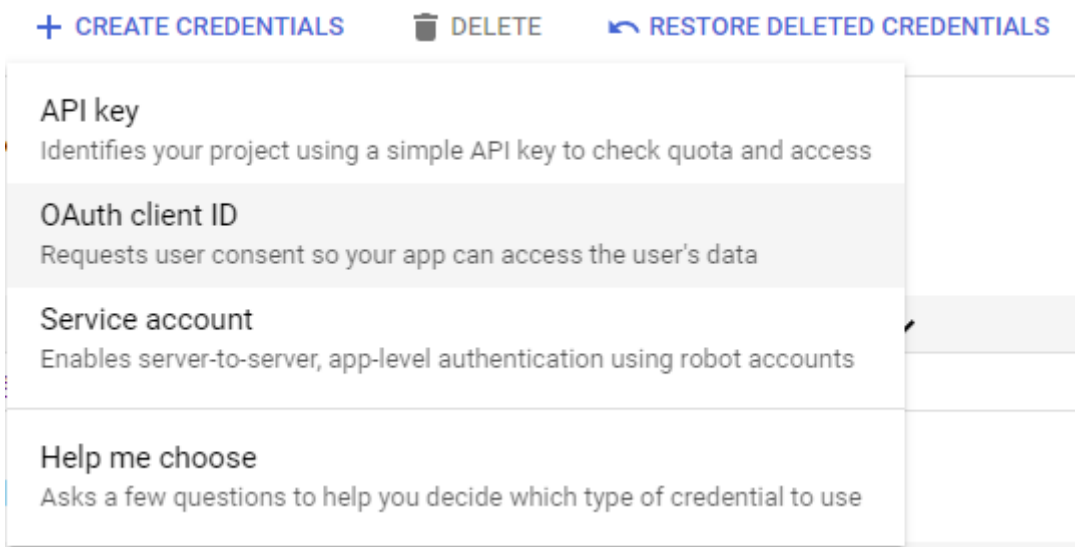 + CREATE CREDENTIALS DELETE RESTORE DELETED CREDENTIALS
API key
Identifies your project using a simple API key to check quota and access
OAuth client ID
Requests user consent so your app can access the user's data
Service account
Enables server-to-server, app-level authentication using robot accounts
Help me choose
Asks a few questions to help you decide which type of credential to use